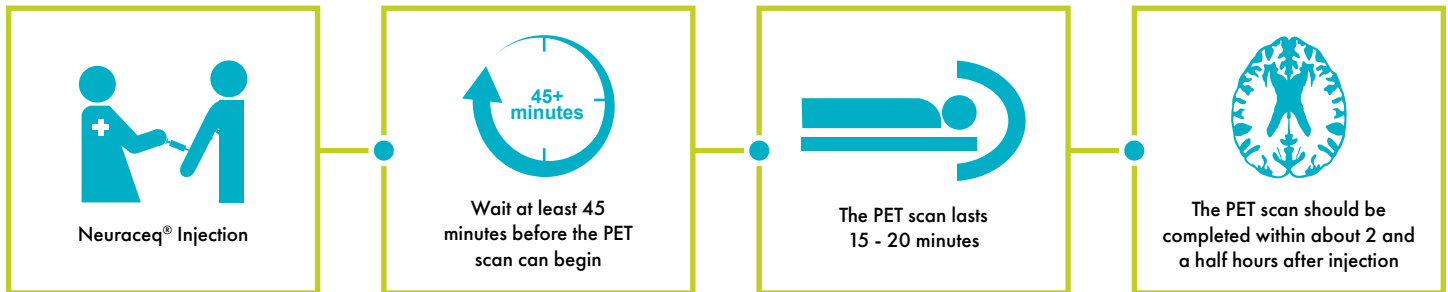 Neuraceq® Injection
45+
minutes
Wait at least 45
minutes before the PET
scan can begin
The PET scan lasts
15 - 20 minutes
The PET scan should be
completed within about 2 and
a half hours after injection